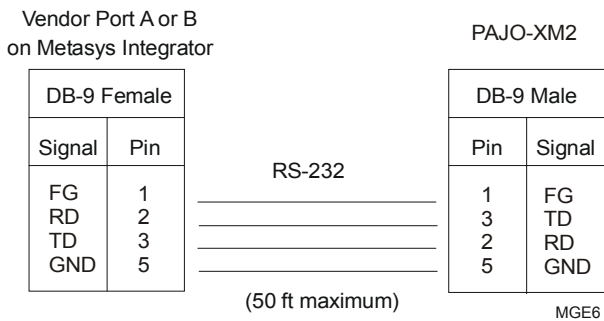 Vendor Port A or B
on Metasys Integrator
PAJO-XM2
DB-9 Female
DB-9 Male
Signal Pin
Pin Signal
RS-232
FG 1
1 FG
RD 2
3 TD
TD 3
2 RD
GND 5
5 GND
(50 ft maximum)
MGE6